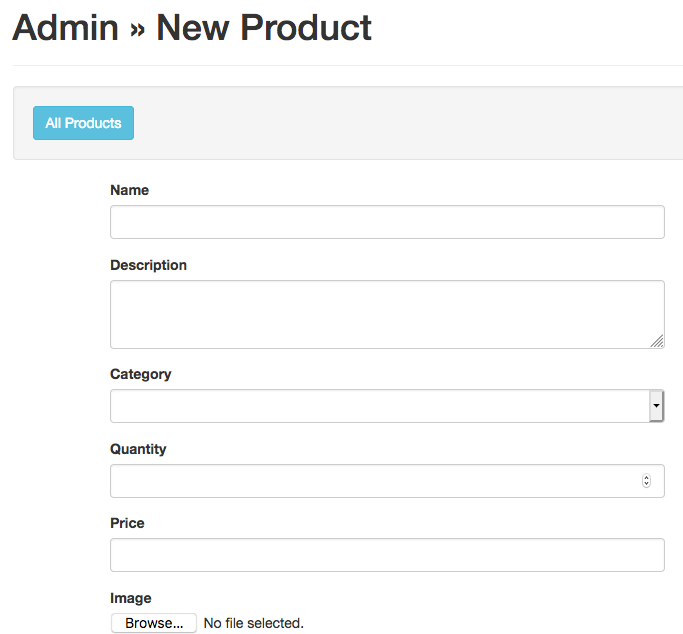 Admin » New Product
All Products
Name
Description
Category
Quantity
Price
Image
Browse... No file selected.